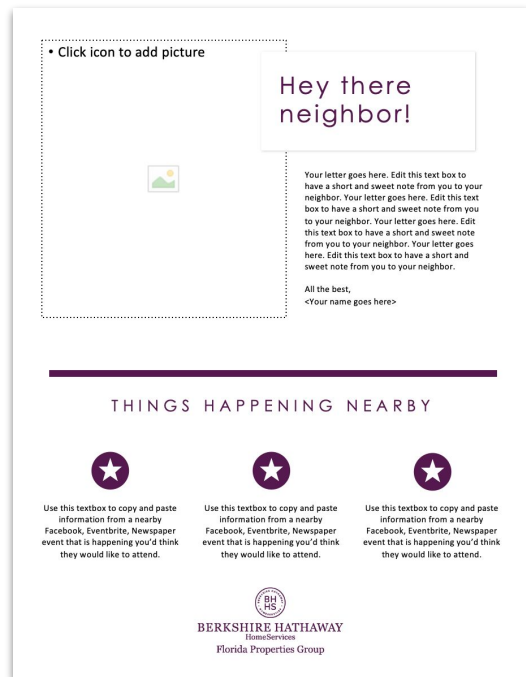 • Click icon to add picture
Hey there
neighbor!
Your letter goes here. Edit this text box to
have a short and sweet note from you to your
neighbor. Your letter goes here. Edit this text
box to have a short and sweet note from you
to your neighbor. Your letter goes here. Edit
this text box to have a short and sweet note
from you to your neighbor. Your letter goes
here. Edit this text box to have a short and
sweet note from you to your neighbor.
All the best,
<Your name goes here>
THINGS HAPPENING NEARBY
Use this textbox to copy and paste
information from a nearby
Facebook, Eventbrite, Newspaper
event that is happening you'd think
they would like to attend.
Use this textbox to copy and paste
information from a nearby
Facebook, Eventbrite, Newspaper
event that is happening you'd think
they would like to attend.
Use this textbox to copy and paste
information from a nearby
Facebook, Eventbrite, Newspaper
event that is happening you'd think
they would like to attend.
BH
HS
BERKSHIRE HATHAWAY
HomeServices
Florida Properties Group